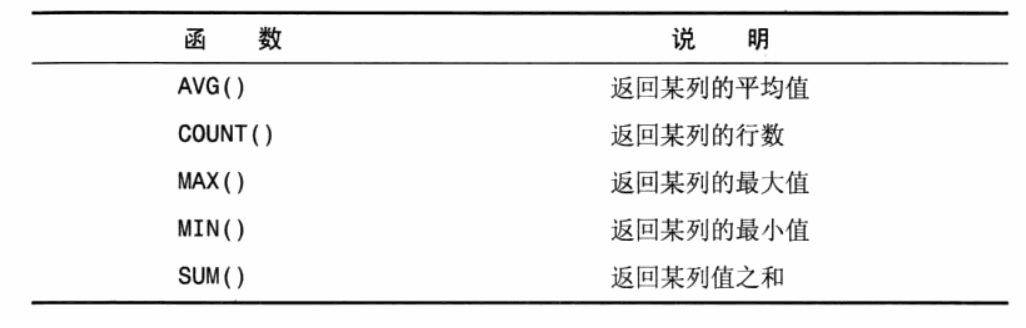 函 数 说 明
AVG() 返回某列的平均值
COUNT() 返回某列的行数
MAX() 返回某列的最大值
MIN() 返回某列的最小值
SUM() 返回某列值之和